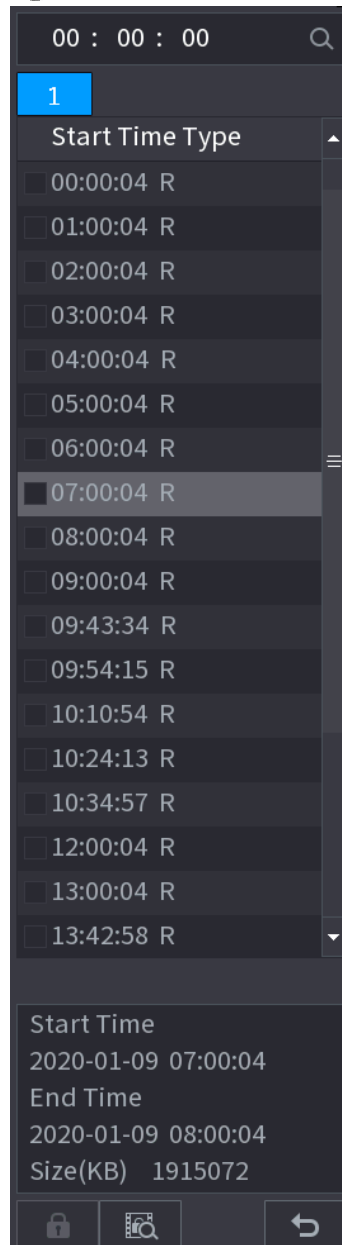 00 : 00 : 00
1
Start Time Type
00:00:04 R
01:00:04 R
02:00:04 R
03:00:04 R
04:00:04 R
05:00:04 R
06:00:04 R
07:00:04 R
08:00:04 R
09:00:04 R
09:43:34 R
09:54:15 R
10:10:54 R
10:24:13 R
10:34:57 R
12:00:04 R
13:00:04 R
13:42:58 R
Start Time
2020-01-09 07:00:04
End Time
2020-01-09 08:00:04
Size(KB) 1915072